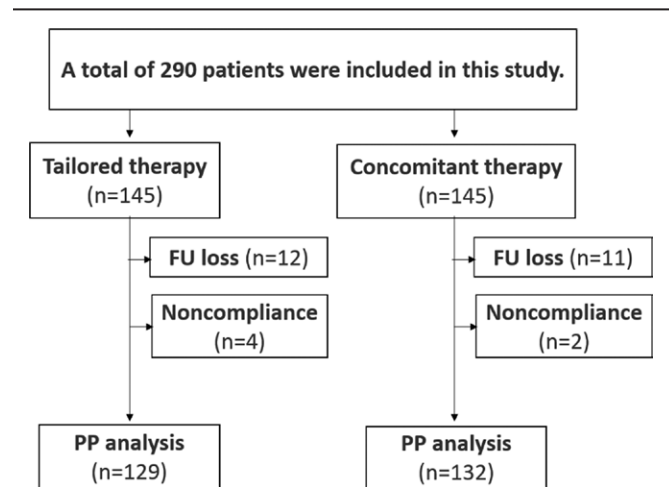 A total of 290 patients were included in this study.
Tailored therapy
(n=145)
Concomitant therapy
(n=145)
FU loss (n=12)
FU loss (n=11)
Noncompliance
(n=4)
Noncompliance
(n=2)
PP analysis
(n=129)
PP analysis
(n=132)